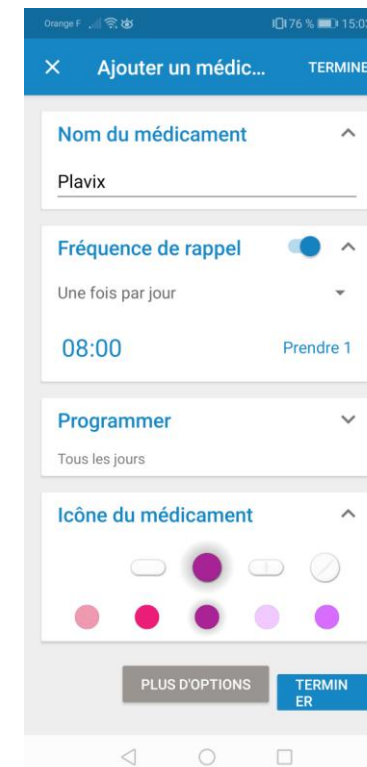 Orange F 76 % 15:03
Ajouter un médic... TERMINE
Nom du médicament
Plavix
Fréquence de rappel
Une fois par jour
08:00 Prendre 1
Programmer
Tous les jours
Icône du médicament
PLUS D'OPTIONS TERMIN
ER